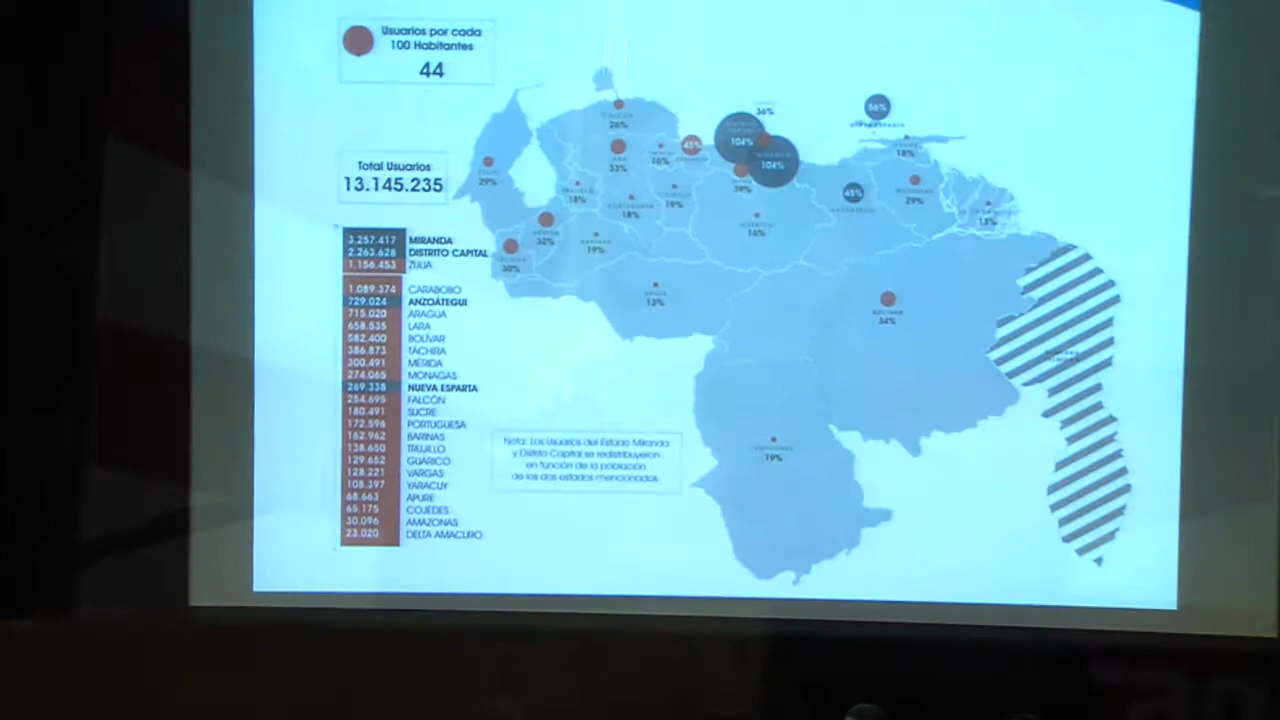 Usuarios por cada
100 Habitantes
44
Total Usuarios
13.145.235
3.257.417 MIRANDA
2.263.628 DISTRITO CAPITAL
1.156.453 ZULIA
1.089.374 CARABOBO
729.024 ANZOÁTEGUI
715.020 ARAGUA
658.535 LARA
582.400 BOLÍVAR
386.873 TÁCHIRA
300.491 MÉRIDA
274.065 MONAGAS
269.338 NUEVA ESPARTA
254.695 FALCÓN
180.491 SUCRE
172.596 PORTUGUESA
162.962 BARINAS
138.650 TRUJILLO
129.652 GUÁRICO
128.221 VARGAS
108.397 YARACUY
68.663 APURE
65.175 COJEDES
30.096 AMAZONAS
23.020 DELTA AMACURO
Nota: Los Usuarios del Estado Miranda
y Distrito Capital se redistribuyeron
en función de la población
de los dos estados mencionados.
36%
56%
26%
104%
45%
33%
16%
104%
18%
29%
39%
45%
29%
18%
18%
19%
13%
16%
32%
19%
30%
13%
BOLÍVAR
34%
19%